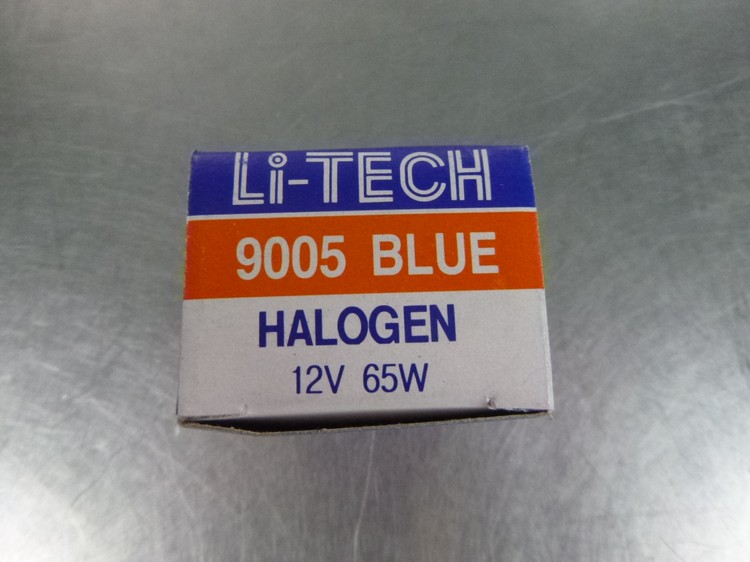 Li-TECH
9005 BLUE
HALOGEN
12V 65W